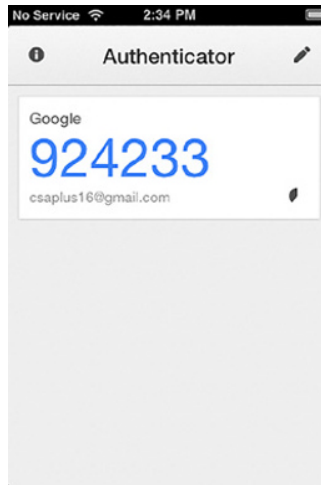 No Service 2:34 PM
Authenticator
Google
924233
csaplus16@gmail.com